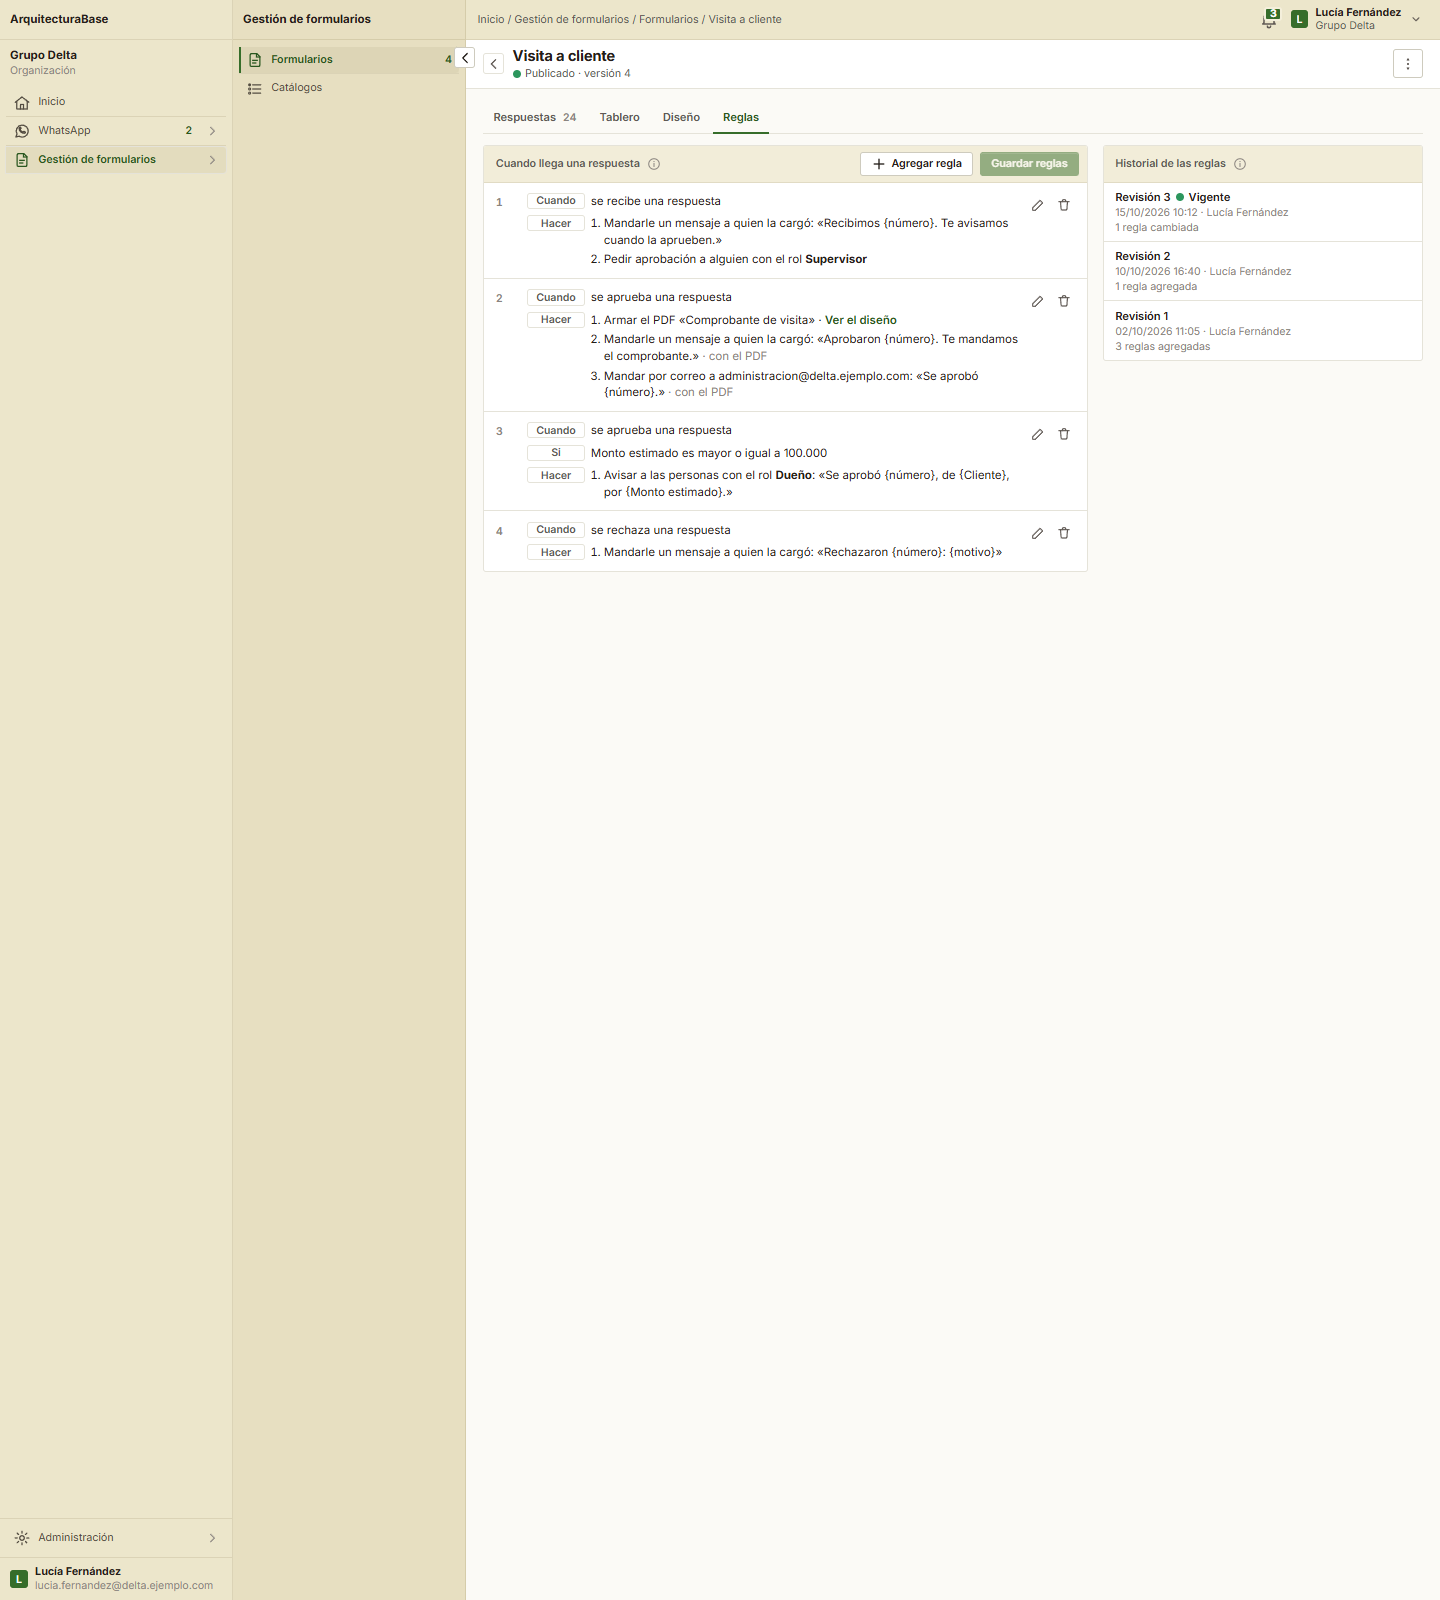 ArquitecturaBase
Grupo Delta
Organización
Inicio
WhatsApp 2
Gestión de formularios
Administración
L
Lucía Fernández
lucia.fernandez@delta.ejemplo.com
Gestión de formularios
Formularios 4
Catálogos
Inicio / Gestión de formularios / Formularios / Visita a cliente
3
L
Lucía Fernández
Grupo Delta
Visita a cliente
Publicado · versión 4
Respuestas 24 Tablero Diseño Reglas
Cuando llega una respuesta
Agregar regla
Guardar reglas
1 Cuando se recibe una respuesta
Hacer 1. Mandarle un mensaje a quien la cargó: «Recibimos {número}. Te avisamos
cuando la aprueben.»
2. Pedir aprobación a alguien con el rol Supervisor
2 Cuando se aprueba una respuesta
Hacer 1. Armar el PDF «Comprobante de visita» · Ver el diseño
2. Mandarle un mensaje a quien la cargó: «Aprobaron {número}. Te mandamos
el comprobante.» · con el PDF
3. Mandar por correo a administracion@delta.ejemplo.com: «Se aprobó
{número}.» · con el PDF
3 Cuando se aprueba una respuesta
Si Monto estimado es mayor o igual a 100.000
Hacer 1. Avisar a las personas con el rol Dueño: «Se aprobó {número}, de {Cliente},
por {Monto estimado}.»
4 Cuando se rechaza una respuesta
Hacer 1. Mandarle un mensaje a quien la cargó: «Rechazaron {número}: {motivo}»
Historial de las reglas
Revisión 3 Vigente
15/10/2026 10:12 · Lucía Fernández
1 regla cambiada
Revisión 2
10/10/2026 16:40 · Lucía Fernández
1 regla agregada
Revisión 1
02/10/2026 11:05 · Lucía Fernández
3 reglas agregadas